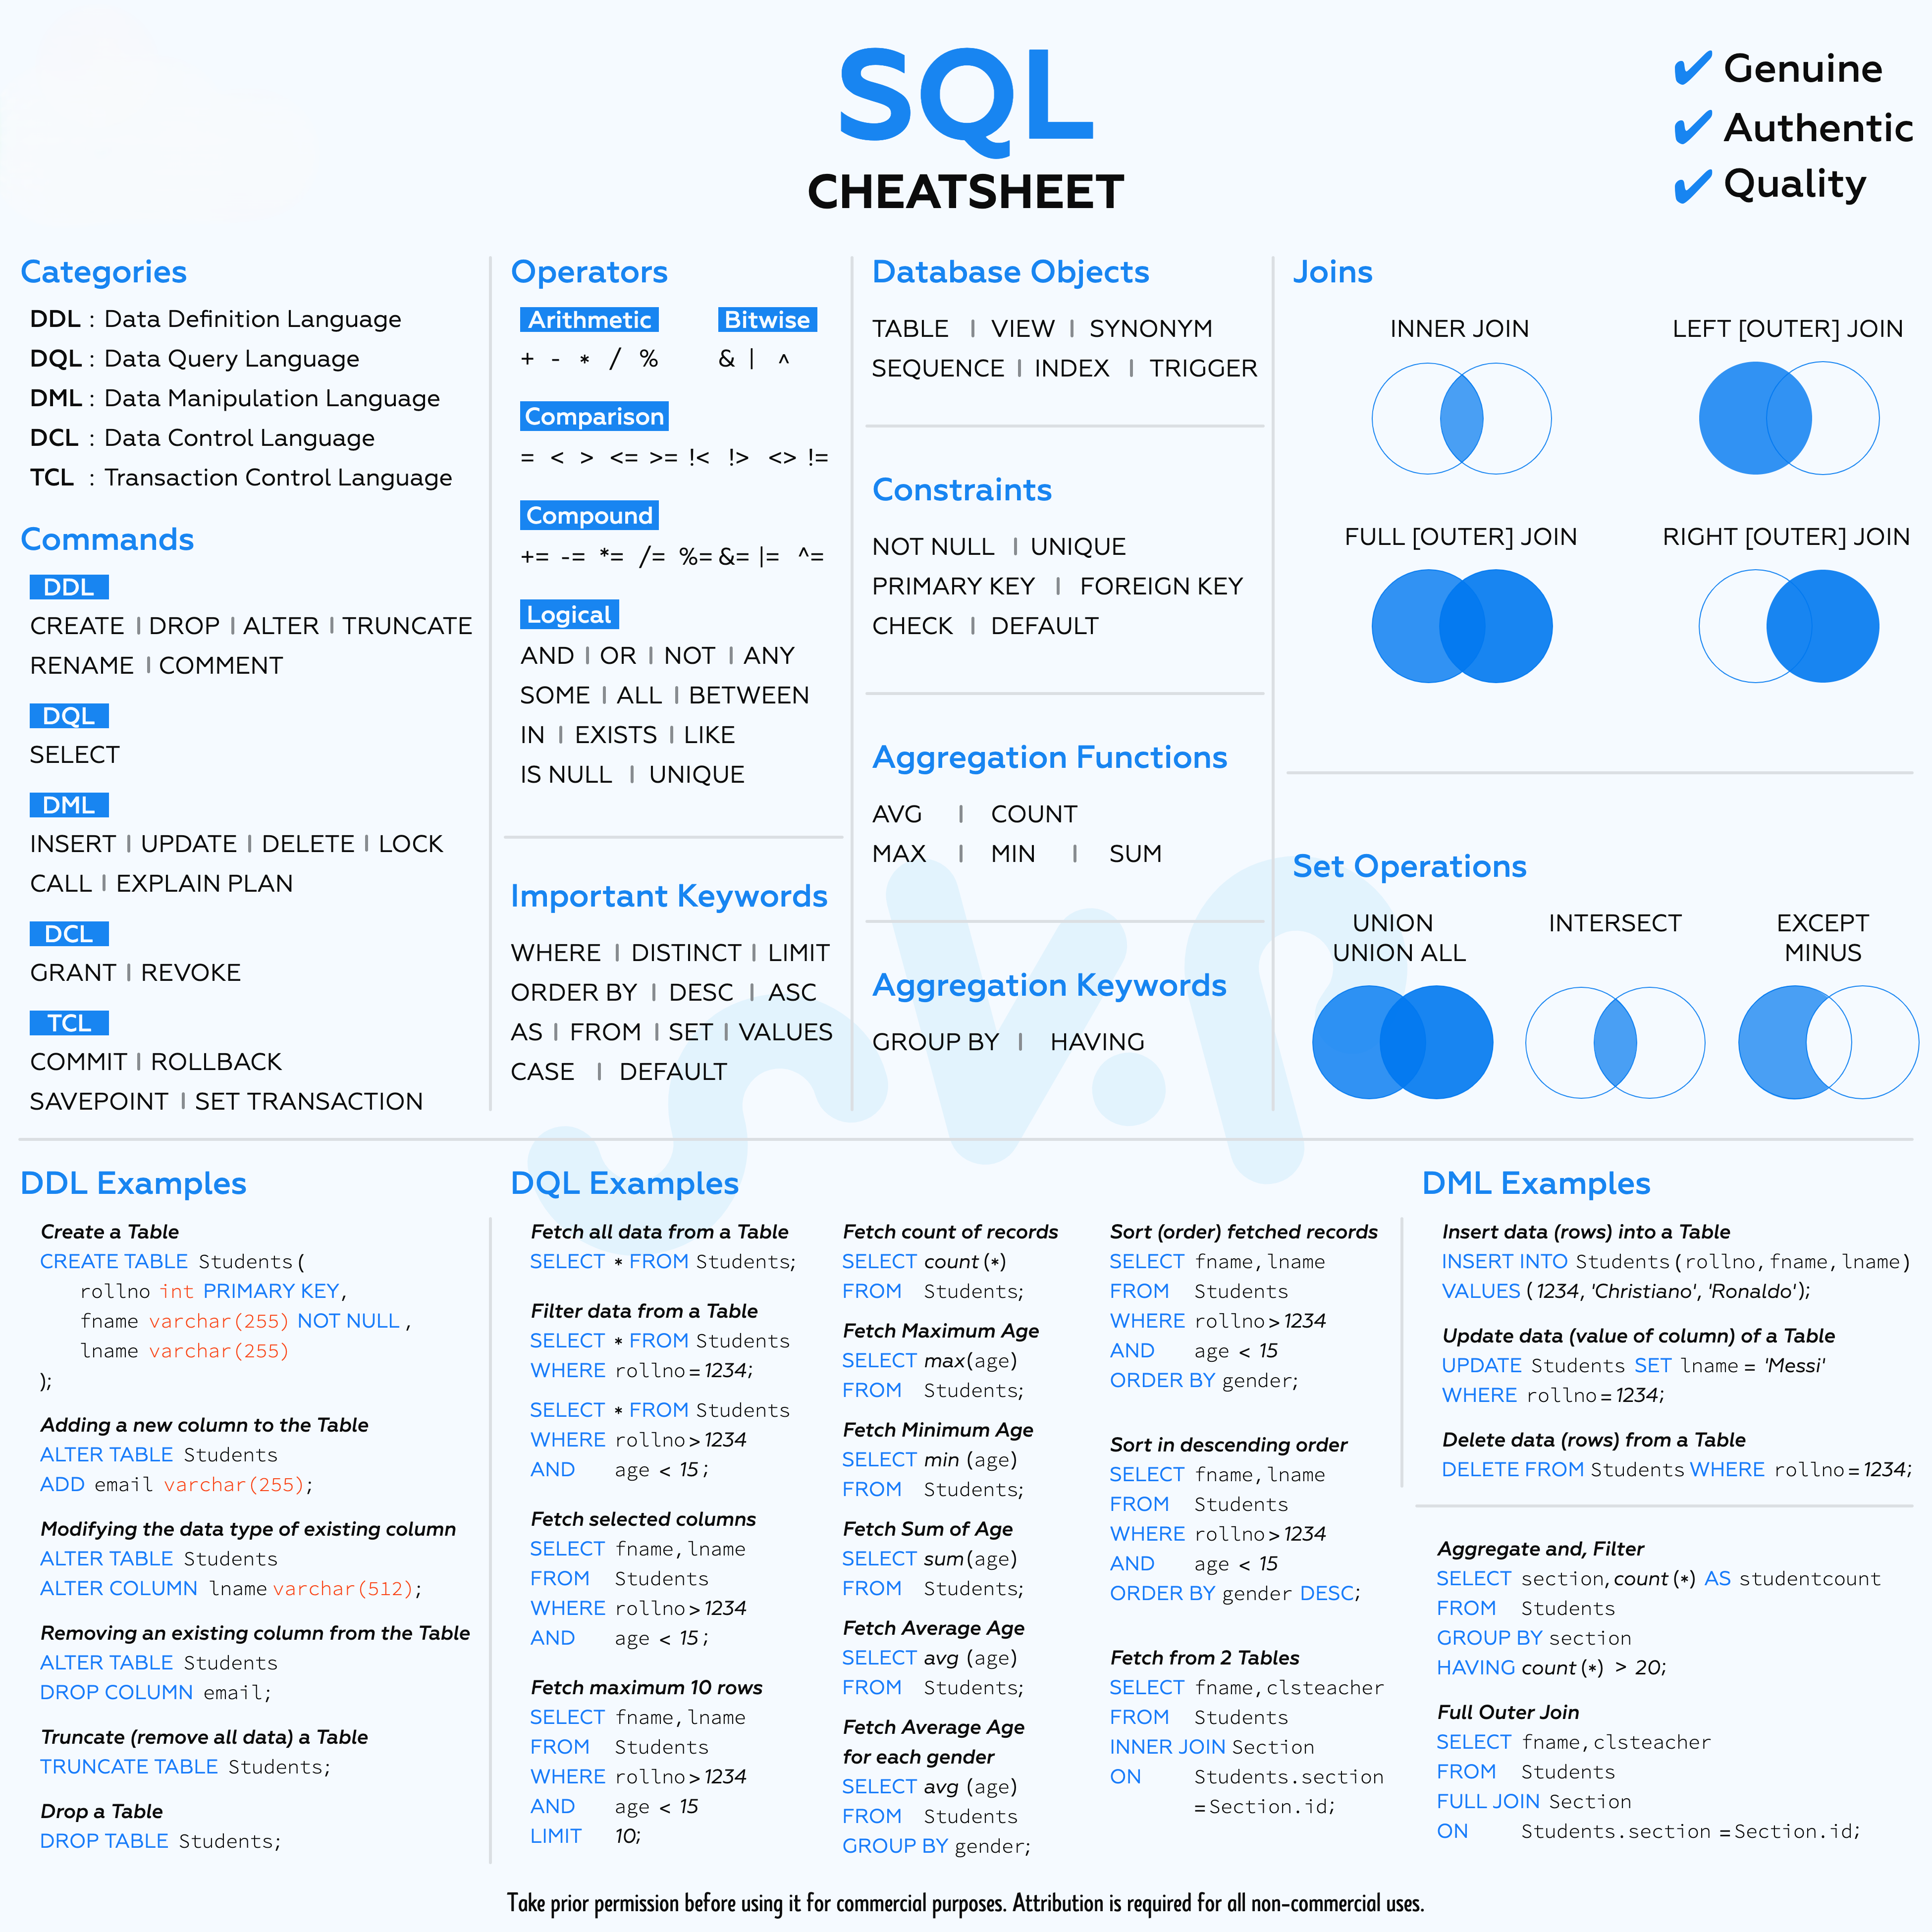 SQL
CHEATSHEET
✔ Genuine
✔ Authentic
✔ Quality
Categories
DDL : Data Definition Language
DQL : Data Query Language
DML : Data Manipulation Language
DCL : Data Control Language
TCL : Transaction Control Language
Commands
DDL
CREATE | DROP | ALTER | TRUNCATE
RENAME | COMMENT
DQL
SELECT
DML
INSERT | UPDATE | DELETE | LOCK
CALL | EXPLAIN PLAN
DCL
GRANT | REVOKE
TCL
COMMIT | ROLLBACK
SAVEPOINT | SET TRANSACTION
Operators
Arithmetic
+ - * / %
Bitwise
& | ^
Comparison
= < > <= >= !< !> <> !=
Compound
+= -= *= /= %= &= |= ^=
Logical
AND | OR | NOT | ANY
SOME | ALL | BETWEEN
IN | EXISTS | LIKE
IS NULL | UNIQUE
Important Keywords
WHERE | DISTINCT | LIMIT
ORDER BY | DESC | ASC
AS | FROM | SET | VALUES
CASE | DEFAULT
Database Objects
TABLE | VIEW | SYNONYM
SEQUENCE | INDEX | TRIGGER
Constraints
NOT NULL | UNIQUE
PRIMARY KEY | FOREIGN KEY
CHECK | DEFAULT
Aggregation Functions
AVG | COUNT
MAX | MIN | SUM
Aggregation Keywords
GROUP BY | HAVING
Joins
INNER JOIN
LEFT [OUTER] JOIN
FULL [OUTER] JOIN
RIGHT [OUTER] JOIN
Set Operations
UNION
UNION ALL
INTERSECT
EXCEPT
MINUS
DDL Examples
Create a Table
CREATE TABLE Students (
rollno int PRIMARY KEY,
fname varchar(255) NOT NULL ,
lname varchar(255)
);
Adding a new column to the Table
ALTER TABLE Students
ADD email varchar(255);
Modifying the data type of existing column
ALTER TABLE Students
ALTER COLUMN lname varchar(512);
Removing an existing column from the Table
ALTER TABLE Students
DROP COLUMN email;
Truncate (remove all data) a Table
TRUNCATE TABLE Students;
Drop a Table
DROP TABLE Students;
DQL Examples
Fetch all data from a Table
SELECT * FROM Students;
Filter data from a Table
SELECT * FROM Students
WHERE rollno = 1234;
SELECT * FROM Students
WHERE rollno > 1234
AND age < 15 ;
Fetch selected columns
SELECT fname, lname
FROM Students
WHERE rollno > 1234
AND age < 15 ;
Fetch maximum 10 rows
SELECT fname, lname
FROM Students
WHERE rollno > 1234
AND age < 15
LIMIT 10;
Fetch count of records
SELECT count (*)
FROM Students;
Fetch Maximum Age
SELECT max(age)
FROM Students;
Fetch Minimum Age
SELECT min (age)
FROM Students;
Fetch Sum of Age
SELECT sum(age)
FROM Students;
Fetch Average Age
SELECT avg (age)
FROM Students;
Fetch Average Age
for each gender
SELECT avg (age)
FROM Students
GROUP BY gender;
Sort (order) fetched records
SELECT fname, lname
FROM Students
WHERE rollno > 1234
AND age < 15
ORDER BY gender;
Sort in descending order
SELECT fname, lname
FROM Students
WHERE rollno > 1234
AND age < 15
ORDER BY gender DESC;
Fetch from 2 Tables
SELECT fname, clsteacher
FROM Students
INNER JOIN Section
ON Students.section
= Section.id;
DML Examples
Insert data (rows) into a Table
INSERT INTO Students (rollno, fname, lname)
VALUES ( 1234, 'Christiano', 'Ronaldo');
Update data (value of column) of a Table
UPDATE Students SET lname = 'Messi'
WHERE rollno = 1234;
Delete data (rows) from a Table
DELETE FROM Students WHERE rollno = 1234;
Aggregate and, Filter
SELECT section, count (*) AS studentcount
FROM Students
GROUP BY section
HAVING count (*) > 20;
Full Outer Join
SELECT fname, clsteacher
FROM Students
FULL JOIN Section
ON Students.section = Section.id;
Take prior permission before using it for commercial purposes. Attribution is required for all non-commercial uses.